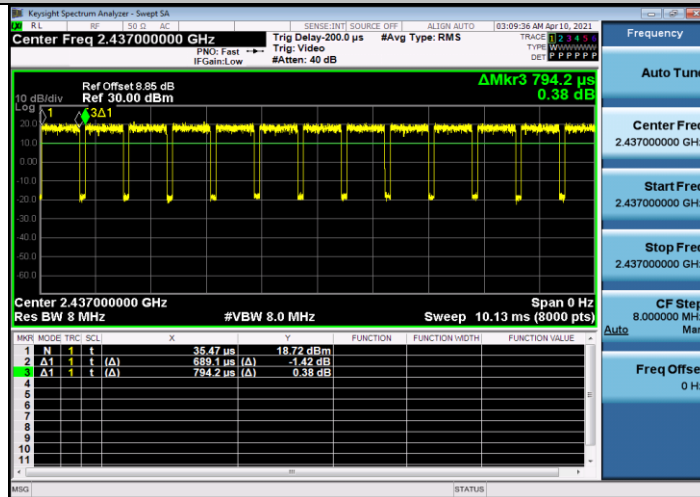 Keysight Spectrum Analyzer - Swept SA
RL RF 50 Ω AC SENSE:INT SOURCE OFF ALIGN AUTO 03:09:36 AM Apr 10, 2021
Center Freq 2.437000000 GHz
PNO: Fast
IFGain:Low
Trig Delay-200.0 µs
Trig: Video
#Atten: 40 dB
#Avg Type: RMS
TRACE 1 2 3 4 5 6
TYPE WWWWWW
DET P P P P P P
Ref Offset 8.85 dB
Ref 30.00 dBm
10 dB/div
Log
ΔMkr3 794.2 µs
0.38 dB
1
3Δ1
20.0
10.0
0.00
-10.0
-20.0
-30.0
-40.0
-50.0
-60.0
Center 2.437000000 GHz Span 0 Hz
Res BW 8 MHz #VBW 8.0 MHz Sweep 10.13 ms (8000 pts)
MKR MODE TRC SCL X Y FUNCTION FUNCTION WIDTH FUNCTION VALUE
1 N 1 t 35.47 µs 18.72 dBm
2 Δ1 1 t (Δ) 689.1 µs (Δ) -1.42 dB
3 Δ1 1 t (Δ) 794.2 µs (Δ) 0.38 dB
4
5
6
7
8
9
10
11
MSG STATUS
Frequency
Auto Tune
Center Freq
2.437000000 GHz
Start Freq
2.437000000 GHz
Stop Freq
2.437000000 GHz
CF Step
8.000000 MHz
Auto Man
Freq Offset
0 Hz